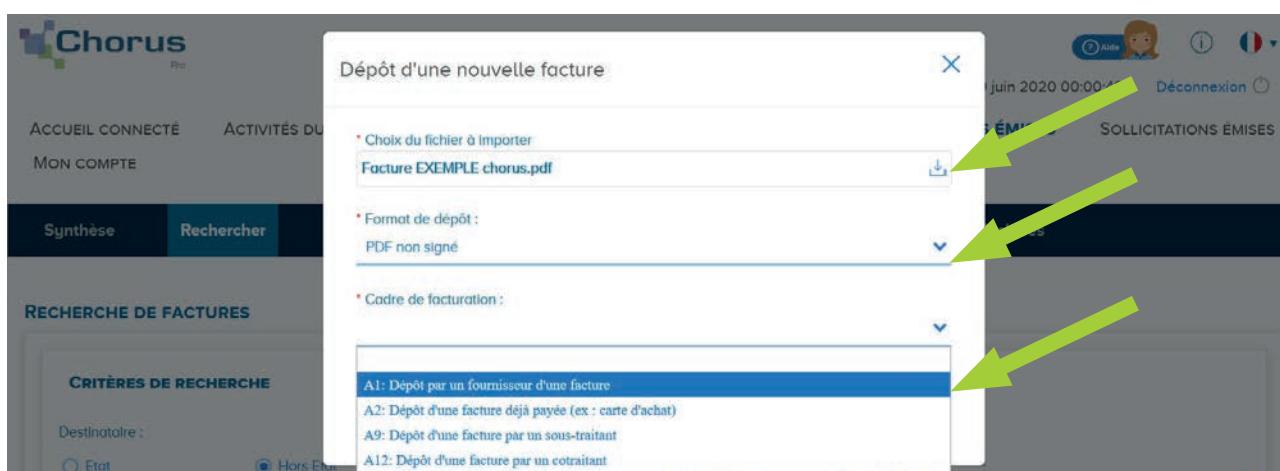 Chorus
Pro
Aide
juin 2020 00:00:4
Déconnexion
ACCUEIL CONNECTÉ
ACTIVITÉS DU
ÉMISES
SOLLICITATIONS ÉMISES
MON COMPTE
Dépôt d'une nouvelle facture
* Choix du fichier à importer
Facture EXEMPLE chorus.pdf
* Format de dépôt :
PDF non signé
* Cadre de facturation :
A1: Dépôt par un fournisseur d'une facture
A2: Dépôt d'une facture déjà payée (ex : carte d'achat)
A9: Dépôt d'une facture par un sous-traitant
A12: Dépôt d'une facture par un cotraitant
Synthèse
Rechercher
RECHERCHE DE FACTURES
CRITÈRES DE RECHERCHE
Destinataire :
Etat
Hors Etat